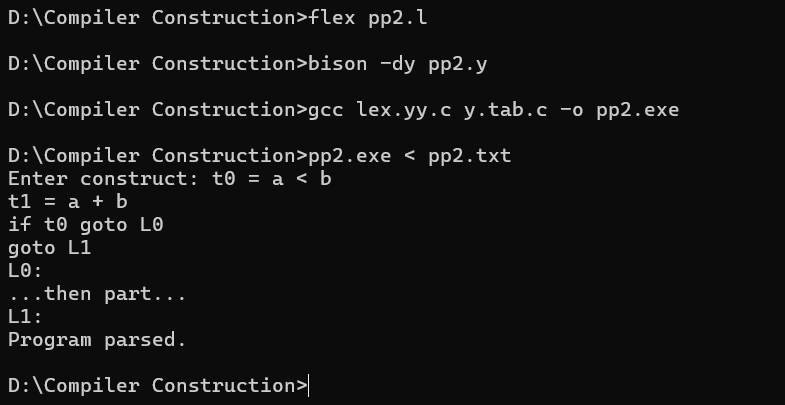 D:\Compiler Construction>flex pp2.l
D:\Compiler Construction>bison -dy pp2.y
D:\Compiler Construction>gcc lex.yy.c y.tab.c -o pp2.exe
D:\Compiler Construction>pp2.exe < pp2.txt
Enter construct: t0 = a < b
t1 = a + b
if t0 goto L0
goto L1
L0:
...then part...
L1:
Program parsed.
D:\Compiler Construction>